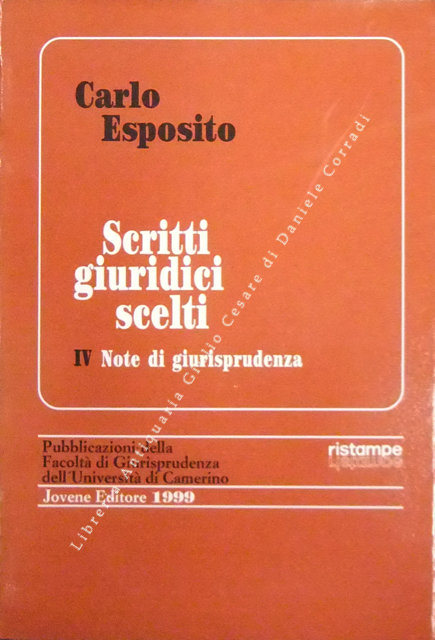 Carlo
Esposito
Scritti
giuridici
scelti
IV Note di giurisprudenza
Pubblicazioni della
Facoltà di Giurisprudenza
dell'Università di Camerino
ristampe
Jovene Editore 1999
Libreria Antiquaria Giulio Cesare di Daniele Corradi